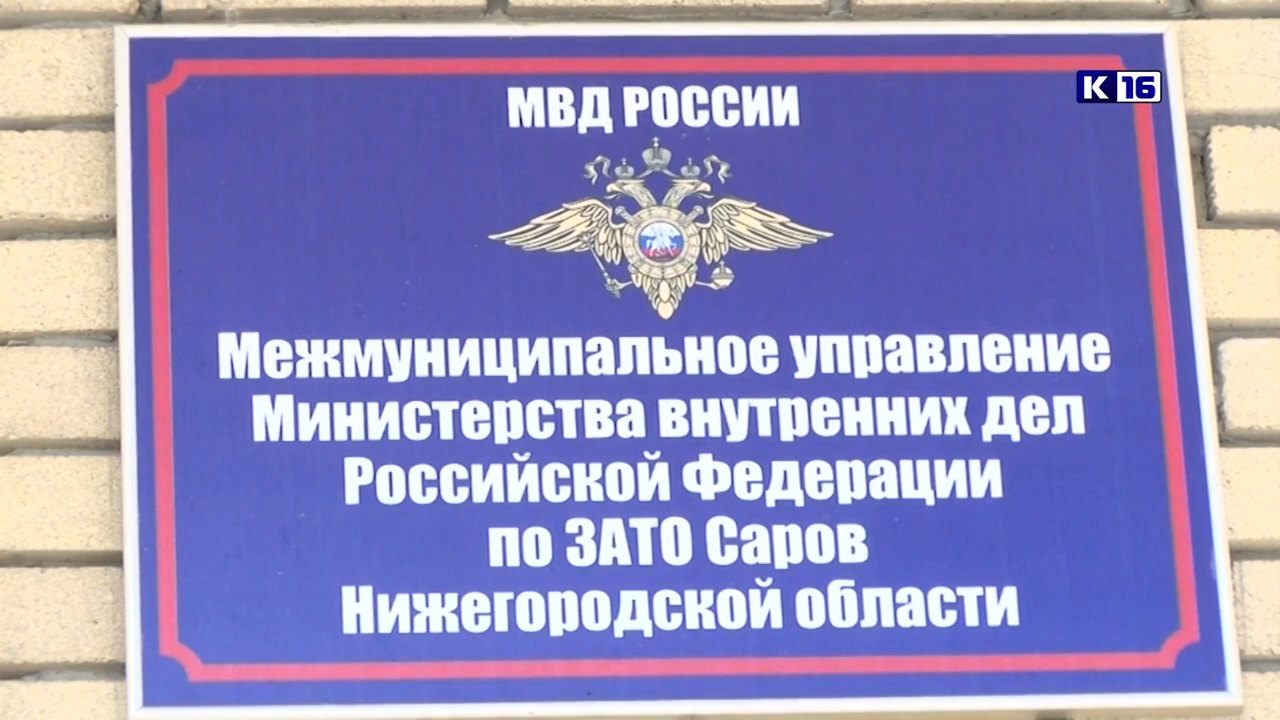 К 16
МВД РОССИИ
Межмуниципальное управление
Министерства внутренних дел
Российской Федерации
по ЗАТО Саров
Нижегородской области